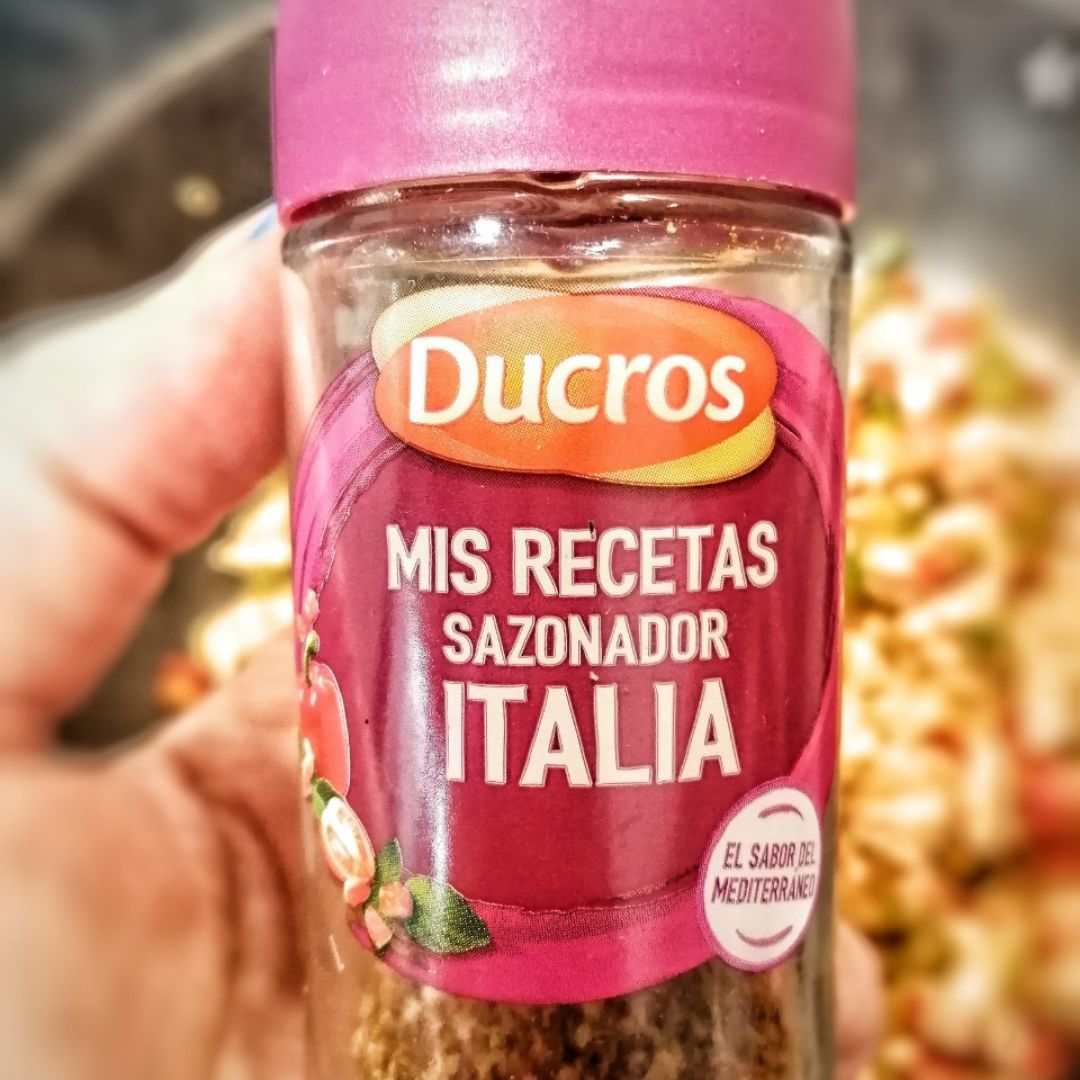 Ducros
MIS RECETAS
SAZONADOR
ITALIA
EL SABOR DEL
MEDITERRÁNEO